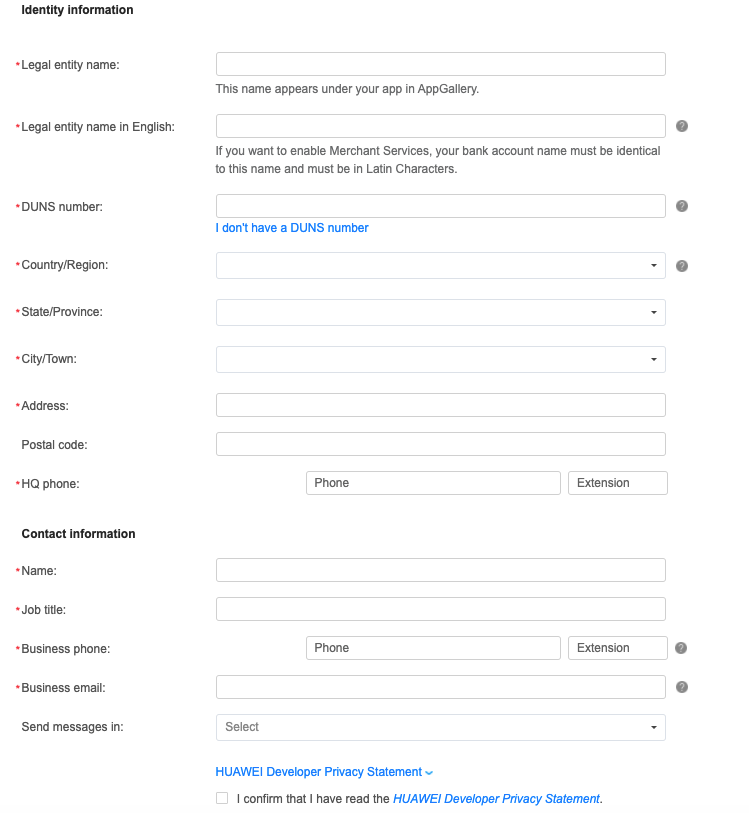 Identity information
*Legal entity name:
This name appears under your app in AppGallery.
*Legal entity name in English:
?
If you want to enable Merchant Services, your bank account name must be identical
to this name and must be in Latin Characters.
*DUNS number:
?
I don't have a DUNS number
*Country/Region:
?
*State/Province:
*City/Town:
*Address:
Postal code:
*HQ phone:
Phone
Extension
Contact information
*Name:
*Job title:
*Business phone:
Phone
Extension
?
*Business email:
?
Send messages in:
Select
HUAWEI Developer Privacy Statement
I confirm that I have read the HUAWEI Developer Privacy Statement.